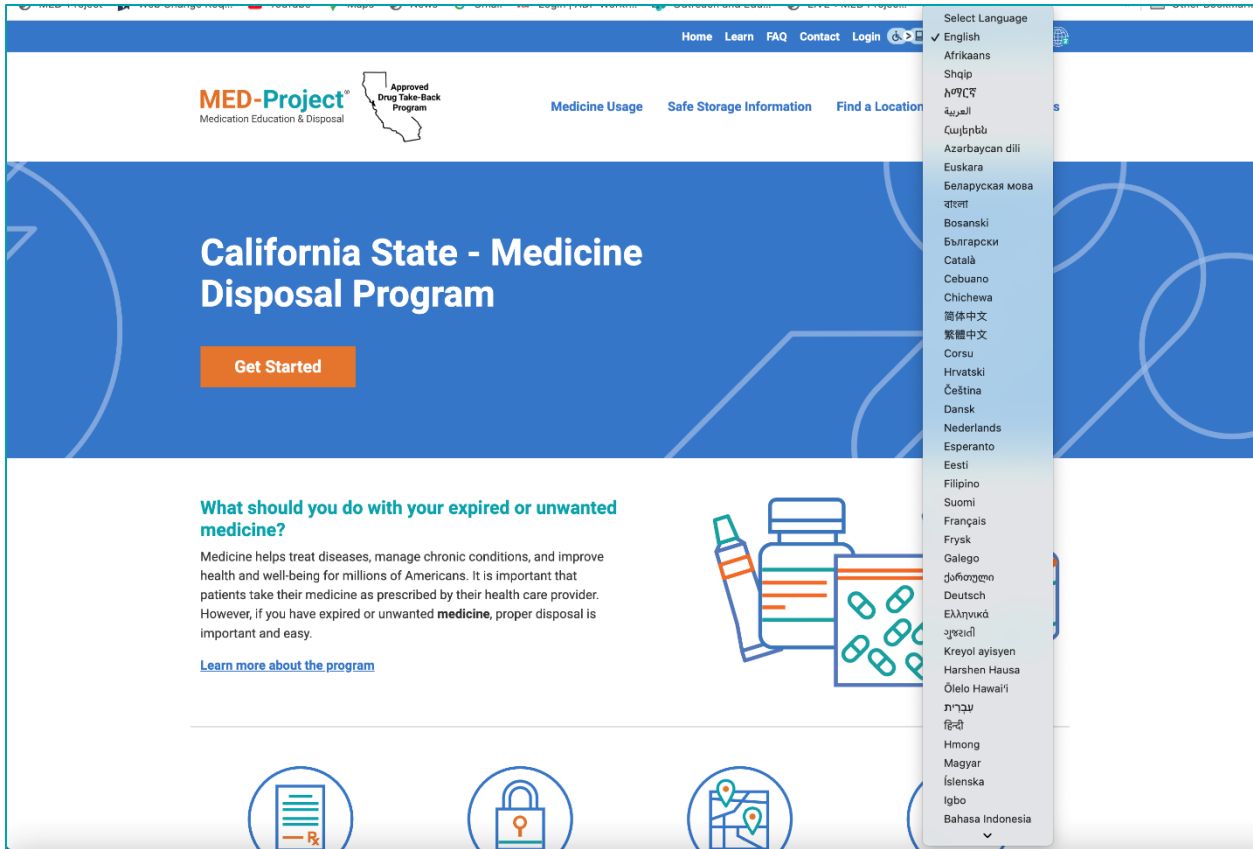 Home Learn FAQ Contact Login
MED-Project®
Medication Education & Disposal
Approved
Drug Take-Back
Program
Medicine Usage Safe Storage Information Find a Location
California State - Medicine
Disposal Program
Get Started
What should you do with your expired or unwanted
medicine?
Medicine helps treat diseases, manage chronic conditions, and improve
health and well-being for millions of Americans. It is important that
patients take their medicine as prescribed by their health care provider.
However, if you have expired or unwanted medicine, proper disposal is
important and easy.
Learn more about the program
Rx
Select Language
✓ English
Afrikaans
Shqip
አማርኛ
العربية
Հայերեն
Azərbaycan dili
Euskara
Беларуская мова
বাংলা
Bosanski
Български
Català
Cebuano
Chichewa
简体中文
繁體中文
Corsu
Hrvatski
Čeština
Dansk
Nederlands
Esperanto
Eesti
Filipino
Suomi
Français
Frysk
Galego
ქართული
Deutsch
Ελληνικά
ગુજરાતી
Kreyol ayisyen
Harshen Hausa
Ōlelo Hawaiʻi
עִבְרִית
हिन्दी
Hmong
Magyar
Íslenska
Igbo
Bahasa Indonesia